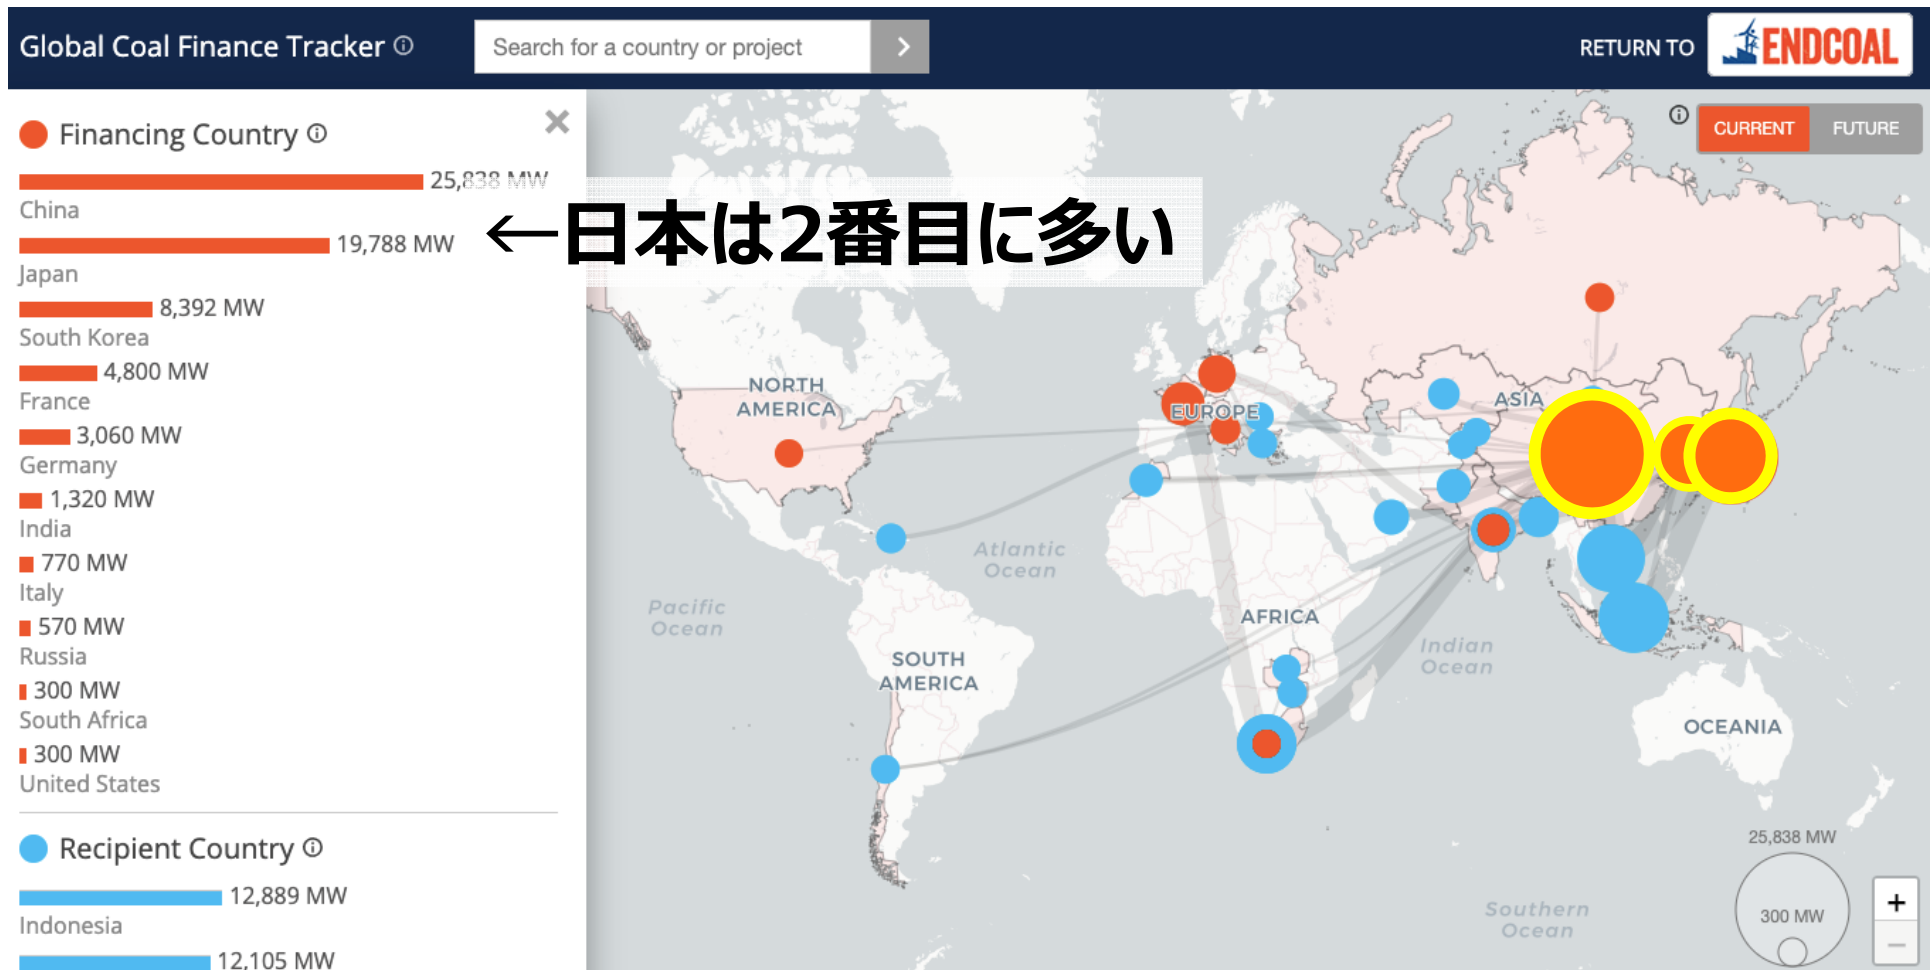 Global Coal Finance Tracker
Search for a country or project
RETURN TO
ENDCOAL
Financing Country
25,838 MW
China
←日本は2番目に多い
19,788 MW
Japan
8,392 MW
South Korea
4,800 MW
France
3,060 MW
Germany
1,320 MW
India
770 MW
Italy
570 MW
Russia
300 MW
South Africa
300 MW
United States
Recipient Country
12,889 MW
Indonesia
12,105 MW
CURRENT
FUTURE
NORTH
AMERICA
EUROPE
ASIA
Atlantic
Ocean
Pacific
Ocean
AFRICA
Indian
Ocean
SOUTH
AMERICA
OCEANIA
Southern
Ocean
25,838 MW
300 MW